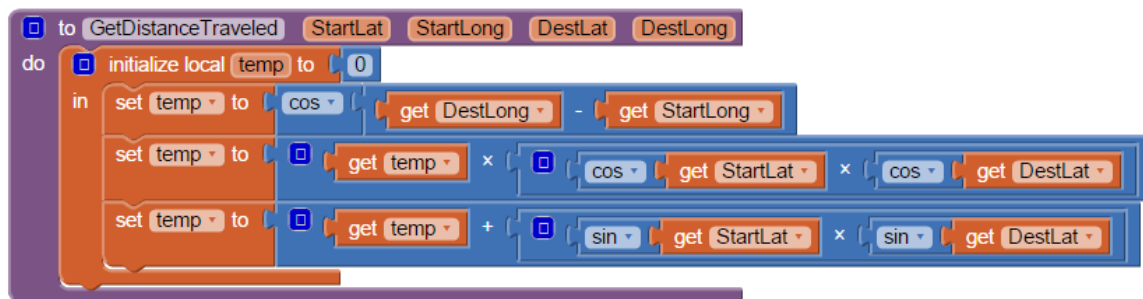 to GetDistanceTraveled StartLat StartLong DestLat DestLong
do initialize local temp to 0
in set temp to cos get DestLong - get StartLong
set temp to get temp × cos get StartLat × cos get DestLat
set temp to get temp + sin get StartLat × sin get DestLat